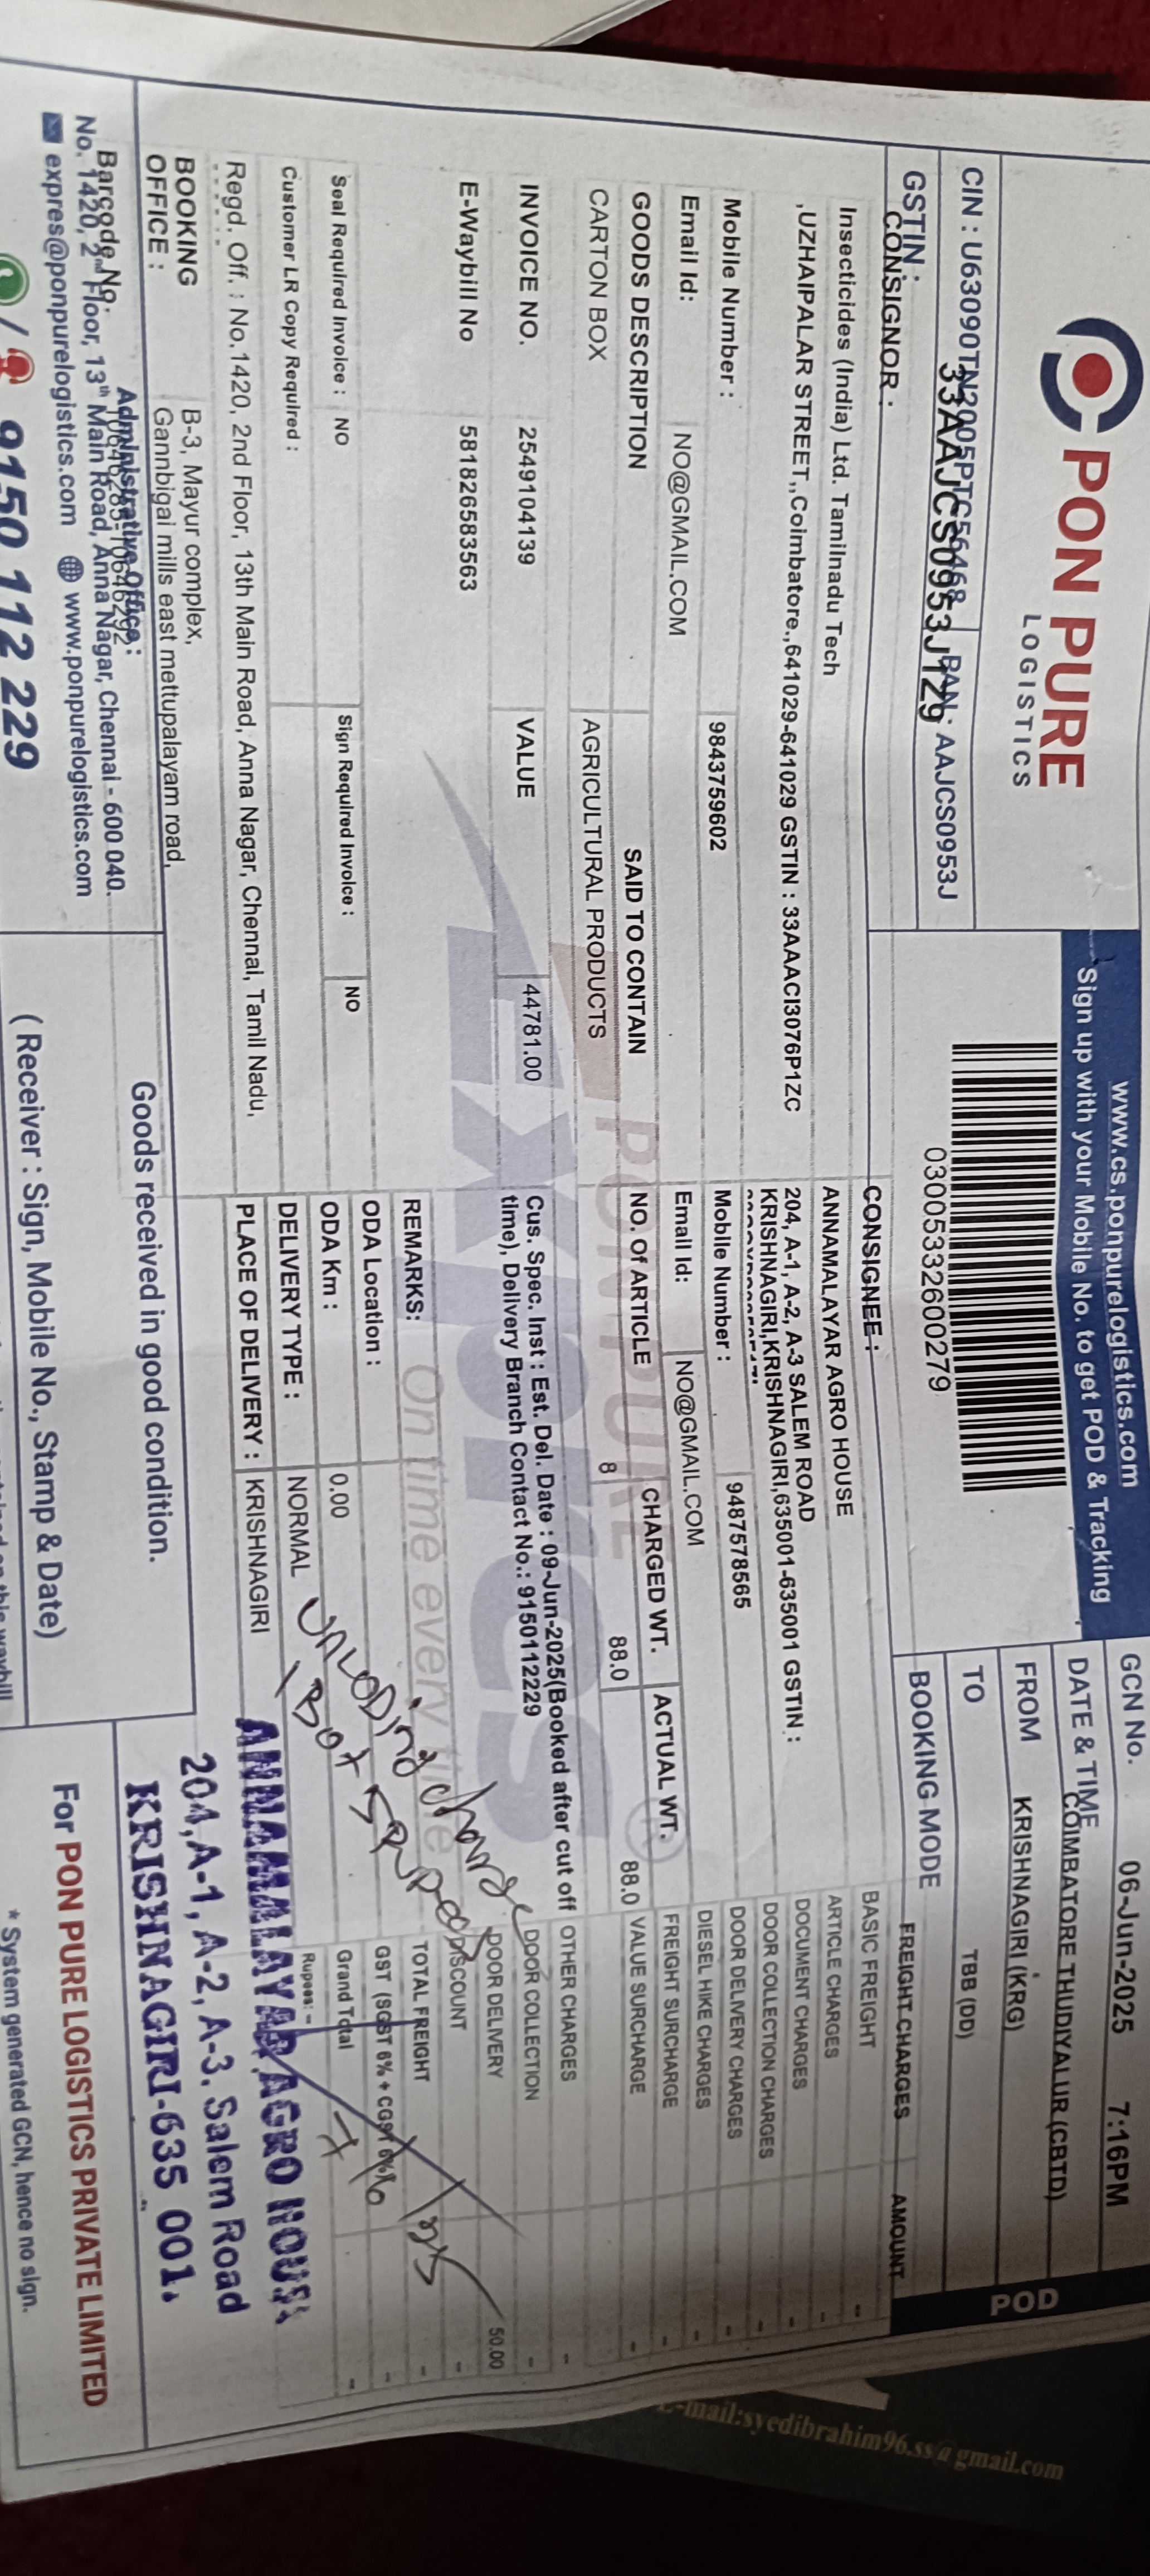 PON PURE
LOGISTICS
CIN : U63090TN2005PTC56468 PAN : AAJCS0953J
GSTIN : 33AAJCS0953J1Z9
www.cs.ponpurelogistics.com
Sign up with your Mobile No. to get POD & Tracking
03005332600279
GCN No. 06-Jun-2025 7:16PM
DATE & TIME
COIMBATORE THUDIYALUR (CBTD)
FROM KRISHNAGIRI (KRG)
TO TBB (DD)
BOOKING MODE
POD
CONSIGNOR :
Insecticides (India) Ltd. Tamilnadu Tech
,UZHAIPALAR STREET,,Coimbatore.,641029-641029 GSTIN : 33AAACI3076P1ZC
Mobile Number : 9843759602
Email Id: NO@GMAIL.COM
CONSIGNEE :
ANNAMALAYAR AGRO HOUSE
204, A-1, A-2, A-3 SALEM ROAD
KRISHNAGIRI,KRISHNAGIRI,635001-635001 GSTIN :
Mobile Number : 9487578565
Email Id: NO@GMAIL.COM
GOODS DESCRIPTION SAID TO CONTAIN NO. Of ARTICLE CHARGED WT. ACTUAL WT.
CARTON BOX AGRICULTURAL PRODUCTS 8 88.0 88.0
INVOICE NO. 2549104139 VALUE 44781.00
E-Waybill No 581826583563
Cus. Spec. Inst : Est. Del. Date : 09-Jun-2025(Booked after cut off
time), Delivery Branch Contact No.: 9150112229
REMARKS:
ODA Location :
ODA Km : 0.00
DELIVERY TYPE : NORMAL
PLACE OF DELIVERY : KRISHNAGIRI
Seal Required Invoice : NO Sign Required Invoice : NO
Customer LR Copy Required :
Regd. Off. : No.1420, 2nd Floor, 13th Main Road, Anna Nagar, Chennai, Tamil Nadu,
BOOKING OFFICE : B-3, Mayur complex,
Gannbigai mills east mettupalayam road,
FREIGHT CHARGES AMOUNT
BASIC FREIGHT -
ARTICLE CHARGES -
DOCUMENT CHARGES -
DOOR COLLECTION CHARGES -
DOOR DELIVERY CHARGES -
DIESEL HIKE CHARGES -
FREIGHT SURCHARGE -
VALUE SURCHARGE -
OTHER CHARGES -
DOOR COLLECTION -
DOOR DELIVERY 50.00
DISCOUNT -
TOTAL FREIGHT -
GST (SGST 6% + CGST 6%) -
Grand Total -
Rupees: -
PONPURE
Express
On time every time
charge
1 Box
ANNAMALAYAR AGRO HOUSE
204, A-1, A-2, A-3, Salem Road
KRISHNAGIRI-635 001.
Barcode No. 10646285-10646292
Administrative Office :
No. 1420, 2nd Floor, 13th Main Road, Anna Nagar, Chennai - 600 040.
expres@ponpurelogistics.com www.ponpurelogistics.com
/ 9150 112 229
Goods received in good condition.
( Receiver : Sign, Mobile No., Stamp & Date)
For PON PURE LOGISTICS PRIVATE LIMITED
* System generated GCN, hence no sign.
E-mail:syedibrahim96.ss@gmail.com